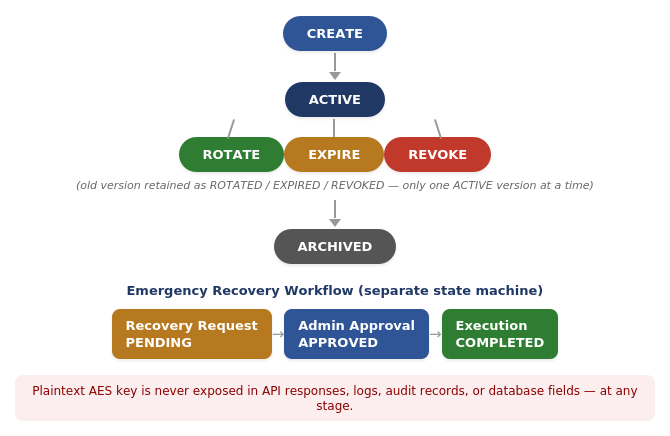 CREATE
ACTIVE
ROTATE EXPIRE REVOKE
(old version retained as ROTATED / EXPIRED / REVOKED — only one ACTIVE version at a time)
ARCHIVED
Emergency Recovery Workflow (separate state machine)
Recovery Request
PENDING
→
Admin Approval
APPROVED
→
Execution
COMPLETED
Plaintext AES key is never exposed in API responses, logs, audit records, or database fields — at any
stage.